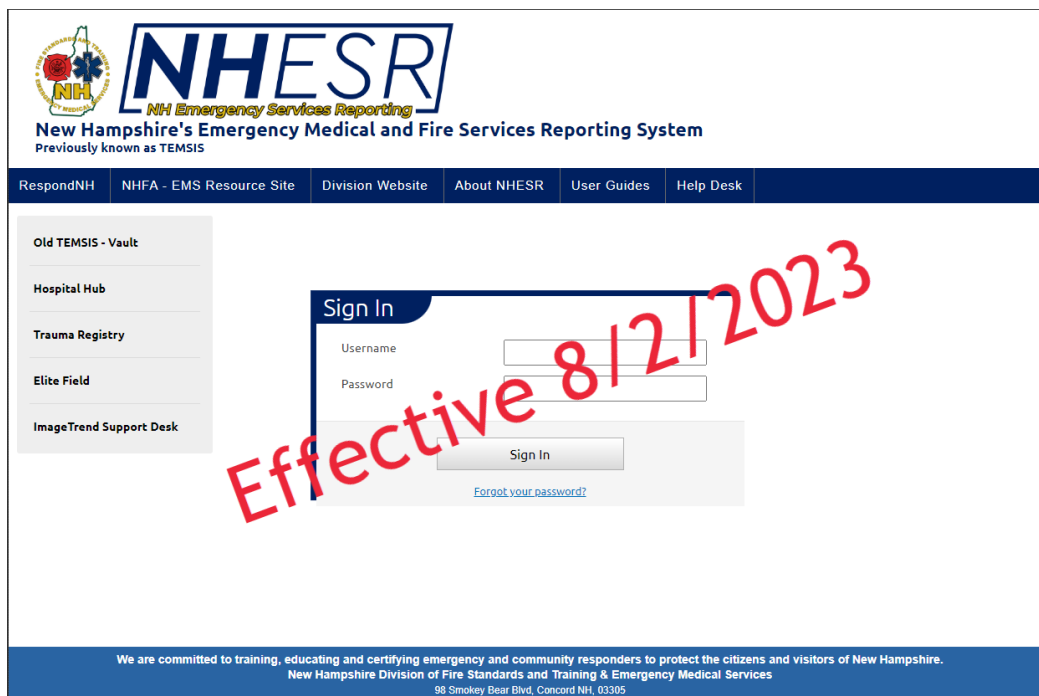 FIRE STANDARDS AND TRAINING
EMERGENCY MEDICAL SERVICES
NH
NHESR
NH Emergency Services Reporting
New Hampshire's Emergency Medical and Fire Services Reporting System
Previously known as TEMSIS
RespondNH NHFA - EMS Resource Site Division Website About NHESR User Guides Help Desk
Old TEMSIS - Vault
Hospital Hub
Trauma Registry
Elite Field
ImageTrend Support Desk
Sign In
Username
Password
Sign In
Forgot your password?
Effective 8/2/2023
We are committed to training, educating and certifying emergency and community responders to protect the citizens and visitors of New Hampshire.
New Hampshire Division of Fire Standards and Training & Emergency Medical Services
98 Smokey Bear Blvd, Concord NH, 03305